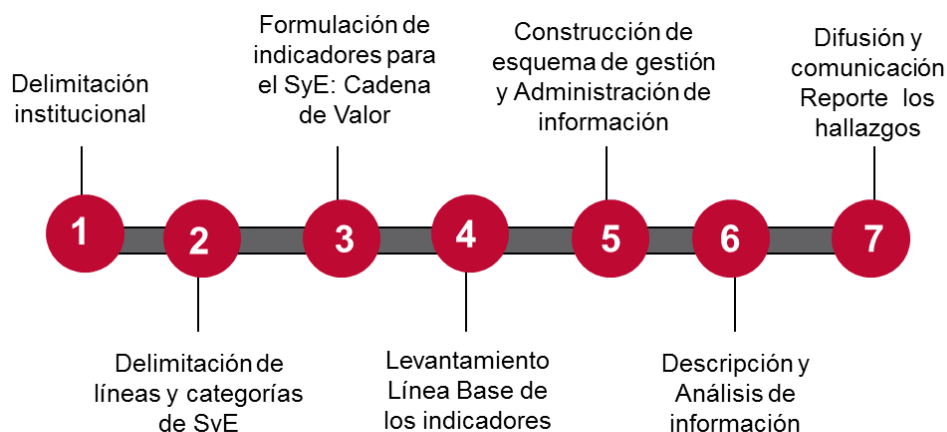 Delimitación
institucional
Formulación de
indicadores para
el SyE: Cadena
de Valor
Construcción de
esquema de gestión
y Administración de
información
Difusión y
comunicación
Reporte los
hallazgos
1
2
3
4
5
6
7
Delimitación de
líneas y categorías
de SyE
Levantamiento
Línea Base de
los indicadores
Descripción y
Análisis de
información